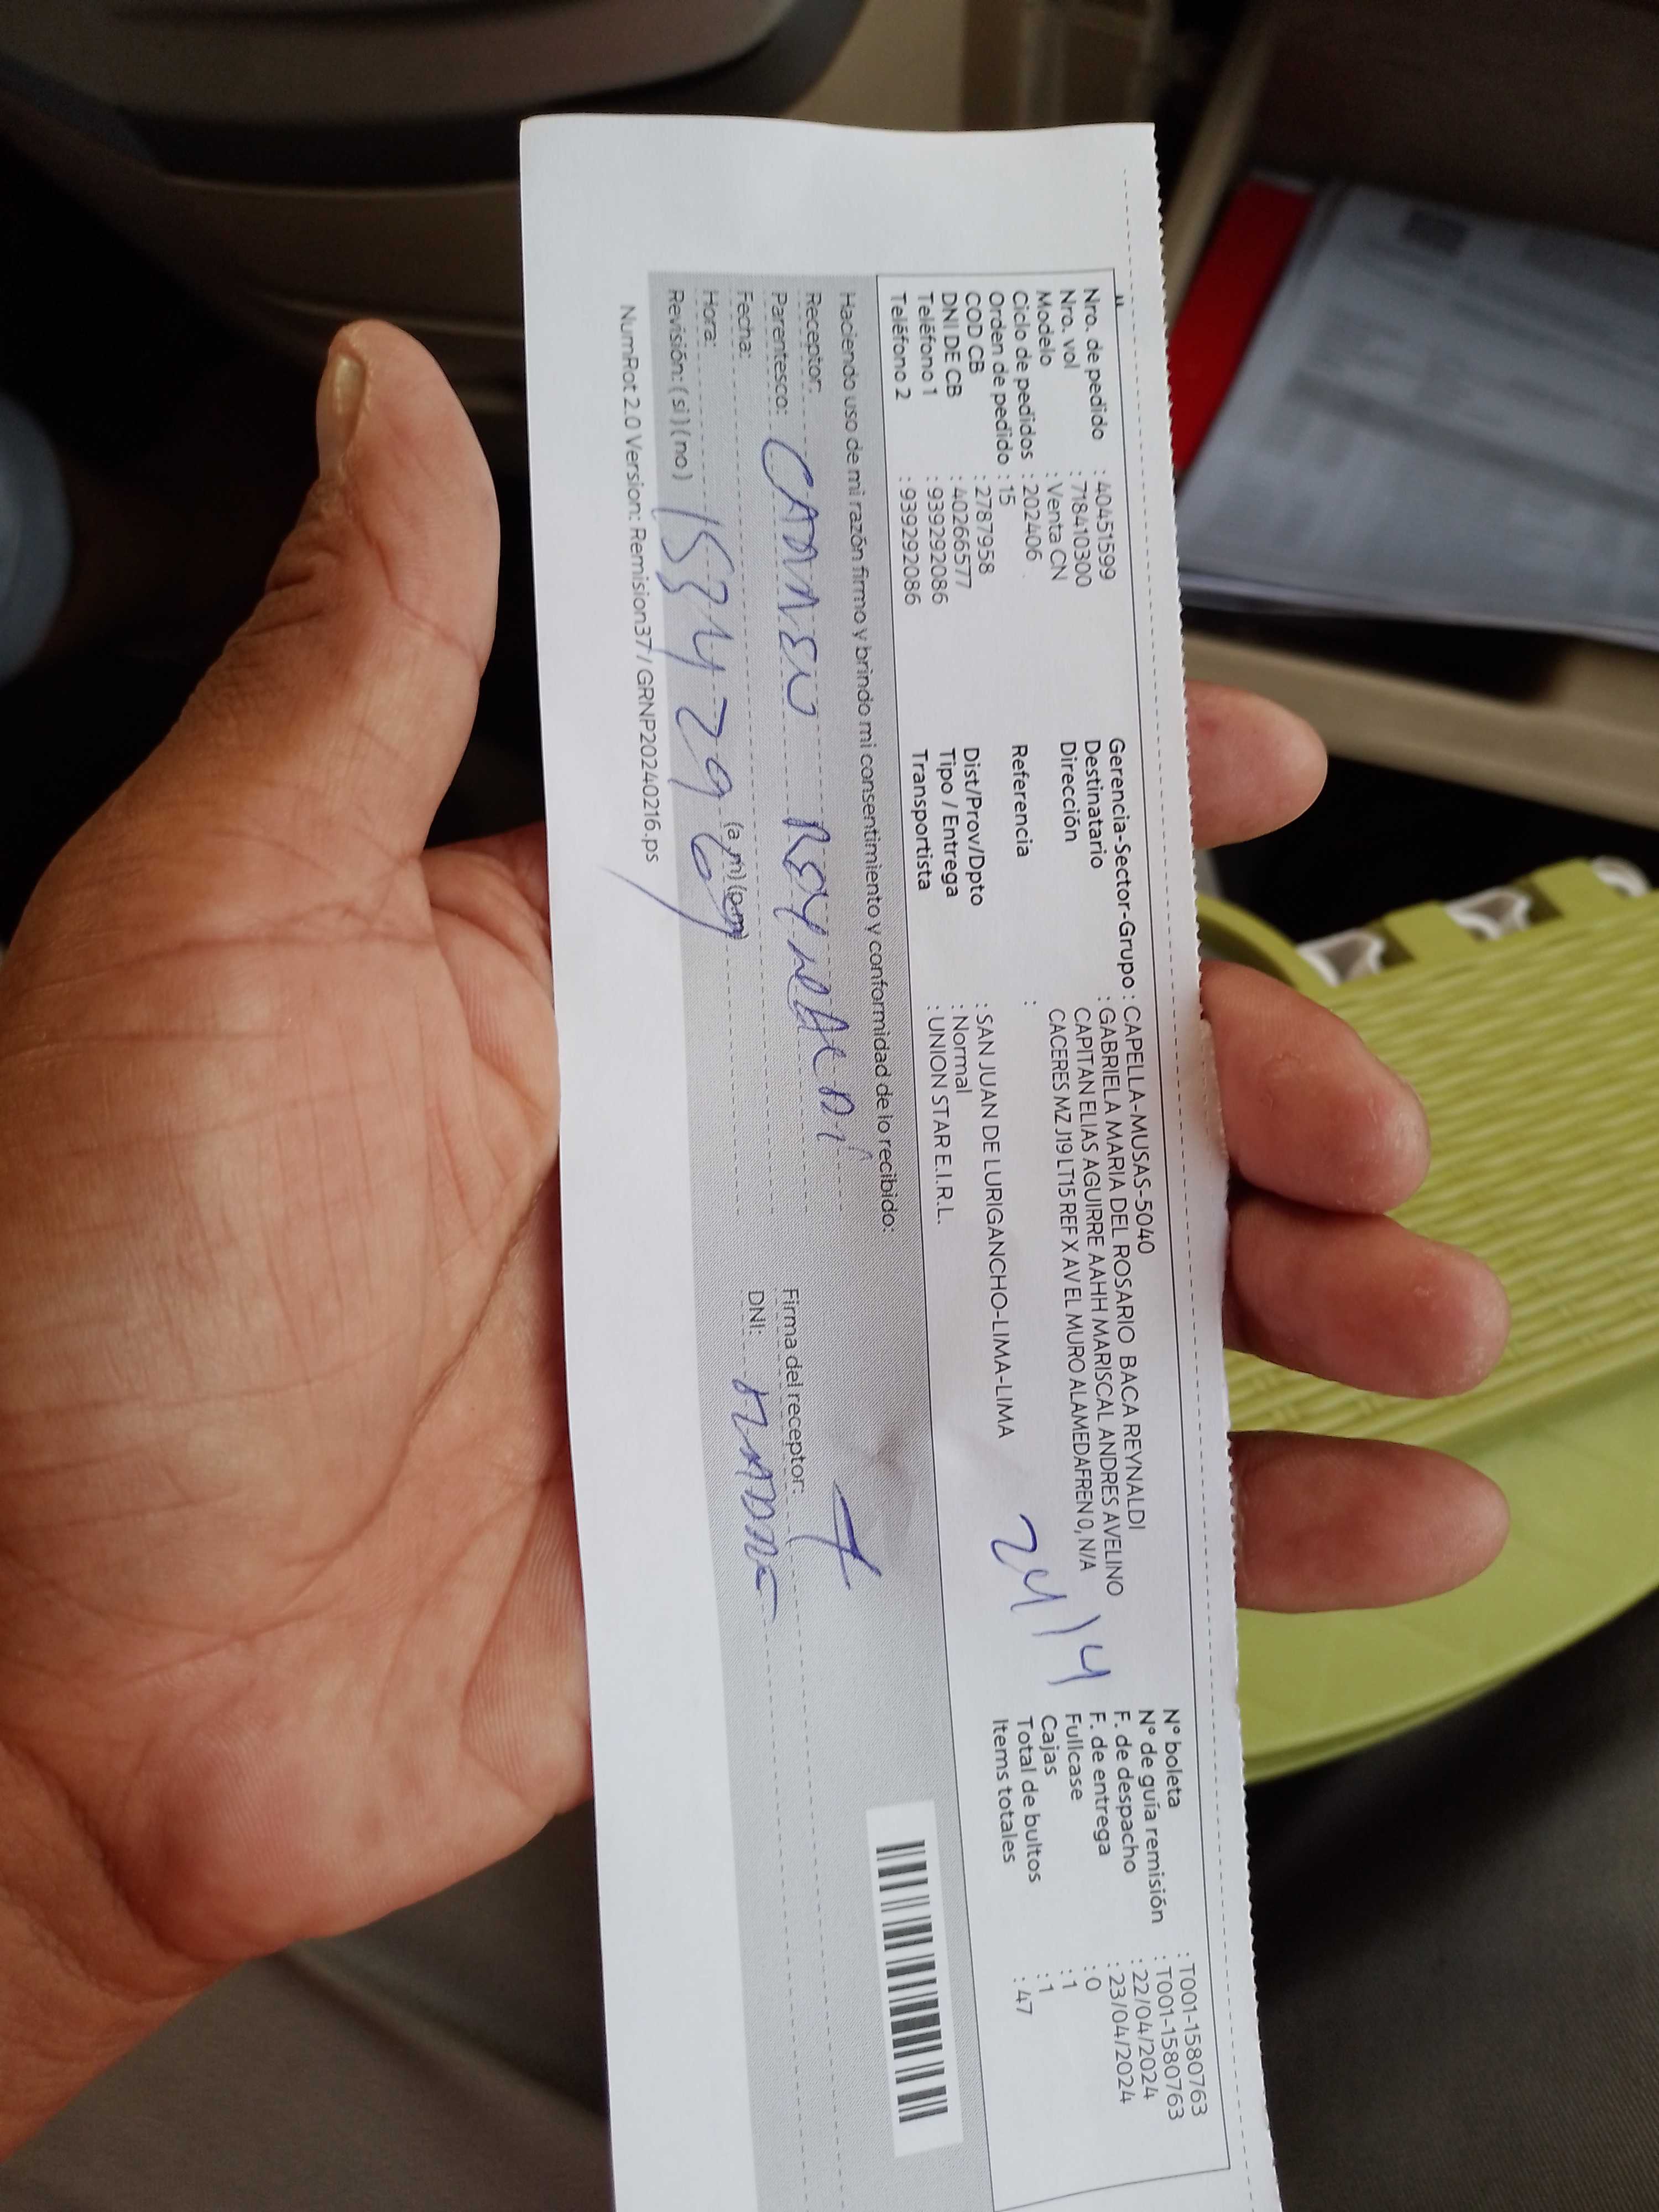 Nro. de pedido : 40451599
Nro. vol : 718410300
Modelo : Venta CN
Ciclo de pedidos : 202406
Orden de pedido : 15
COD CB : 2787958
DNI DE CB : 40266577
Teléfono 1 : 939292086
Teléfono 2 : 939292086
Gerencia-Sector-Grupo : CAPELLA-MUSAS-5040
Destinatario : GABRIELA MARIA DEL ROSARIO BACA REYNALDI
Dirección : CAPITAN ELIAS AGUIRRE AAHH MARISCAL ANDRES AVELINO
CACERES MZ J19 LT15 REF X AV EL MURO ALAMEDAFREN 0, N/A
Referencia :
Dist/Prov/Dpto : SAN JUAN DE LURIGANCHO-LIMA-LIMA
Tipo / Entrega : Normal
Transportista : UNION STAR E.I.R.L.
24/4
N° boleta : T001-1580763
N° de guía remisión : T001-1580763
F. de despacho : 22/04/2024
F. de entrega : 23/04/2024
Fullcase : 0
Cajas : 1
Total de bultos : 1
Items totales : 47
Haciendo uso de mi razón firmo y brindo mi consentimiento y conformidad de lo recibido:
Receptor:
Parentesco: CARMEN REYNALDI
Fecha:
Hora: (a.m) (p.m)
Revisión: ( si ) ( no )
Firma del receptor:
DNI: MADRE
NumRot 2.0 Version: Remision37 / GRNP20240216.ps